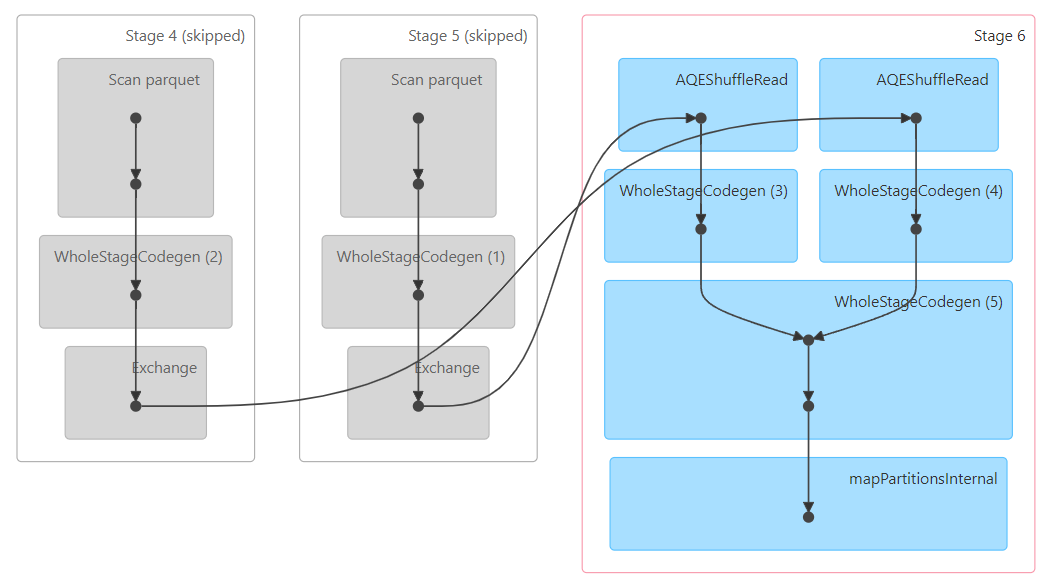 Stage 4 (skipped)
Scan parquet
WholeStageCodegen (2)
Exchange
Stage 5 (skipped)
Scan parquet
WholeStageCodegen (1)
Exchange
Stage 6
AQEShuffleRead
AQEShuffleRead
WholeStageCodegen (3)
WholeStageCodegen (4)
WholeStageCodegen (5)
mapPartitionsInternal